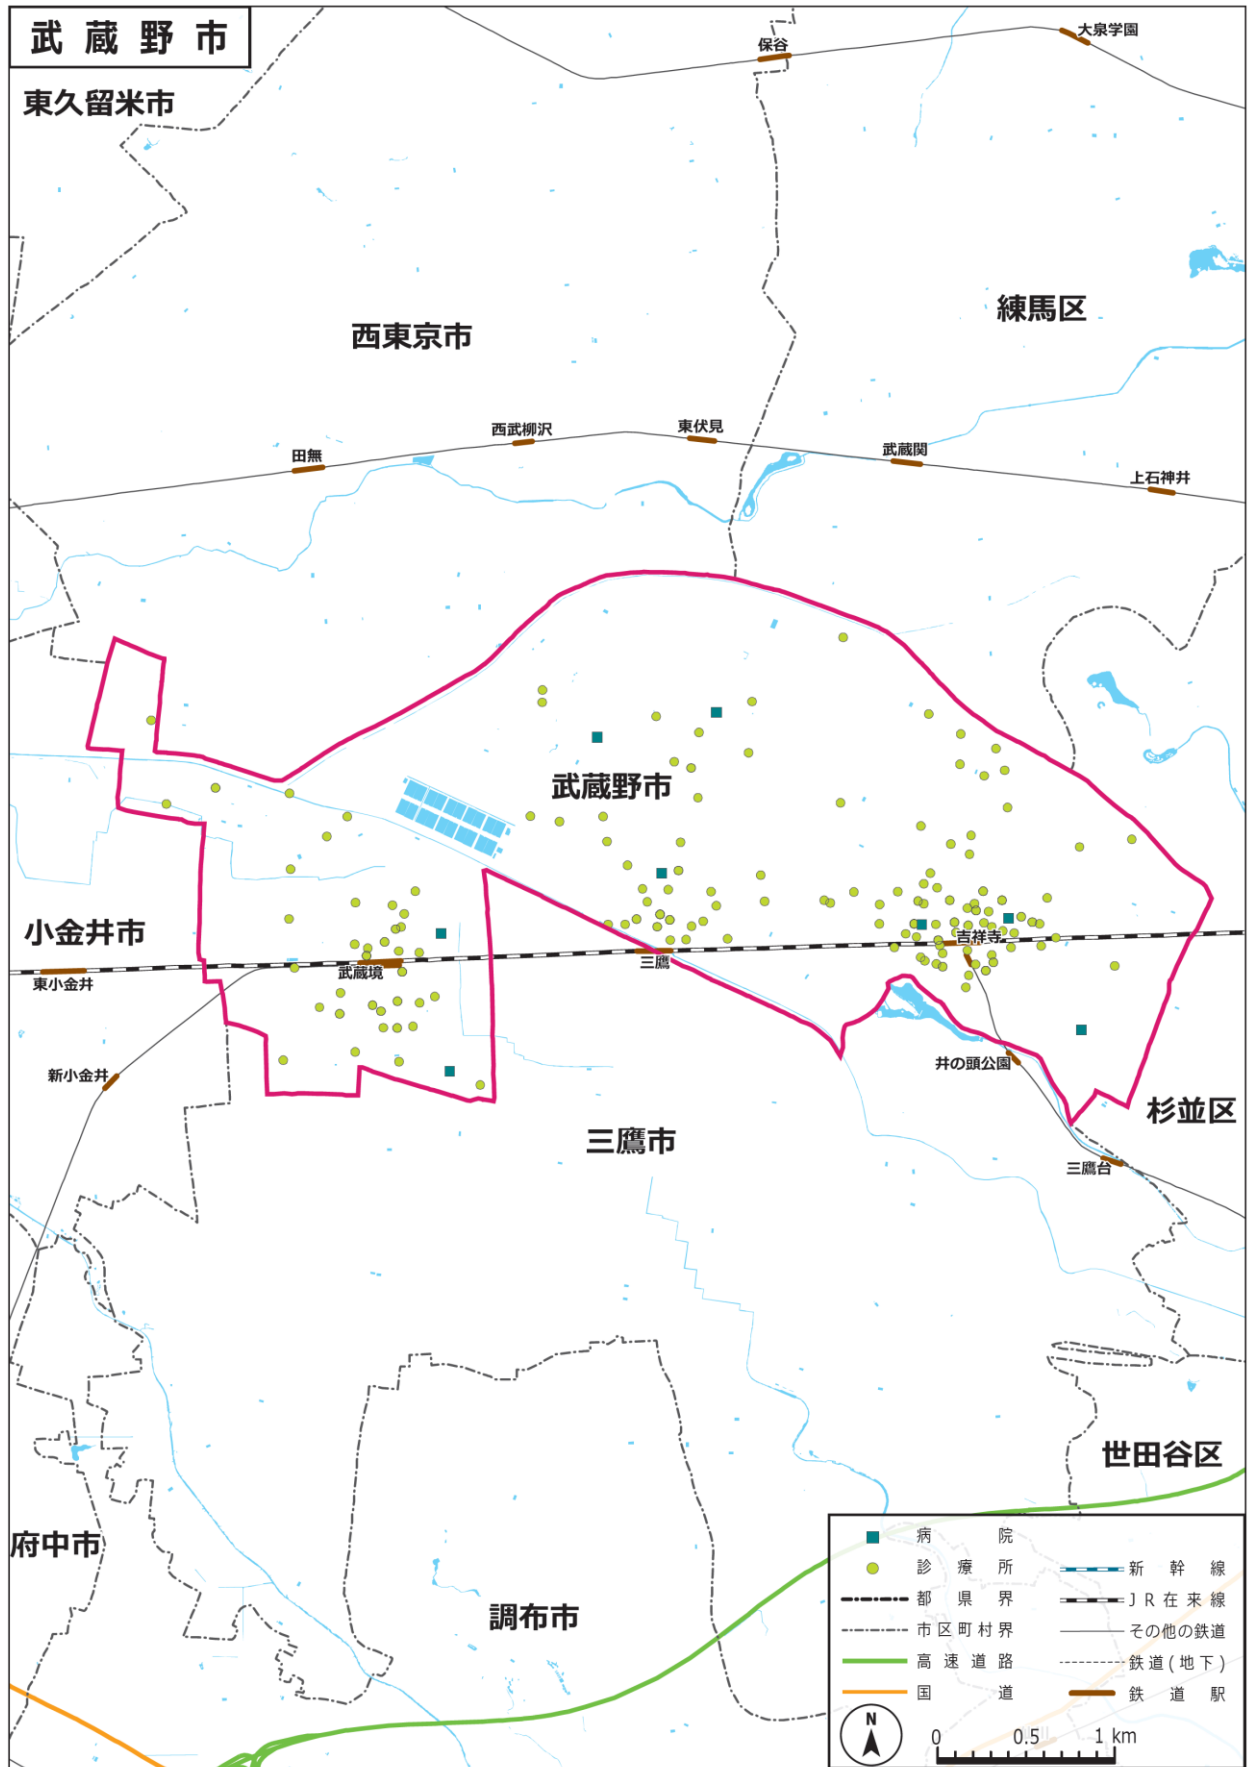 武蔵野市
東久留米市
保谷
大泉学園
練馬区
西東京市
西武柳沢
東伏見
田無
武蔵関
上石神井
武蔵野市
小金井市
吉祥寺
三鷹
武蔵境
東小金井
新小金井
井の頭公園
杉並区
三鷹市
三鷹台
世田谷区
府中市
調布市
病院
診療所
都県界
市区町村界
高速道路
国道
新幹線
JR在来線
その他の鉄道
鉄道(地下)
鉄道駅
N
0 0.5 1 km